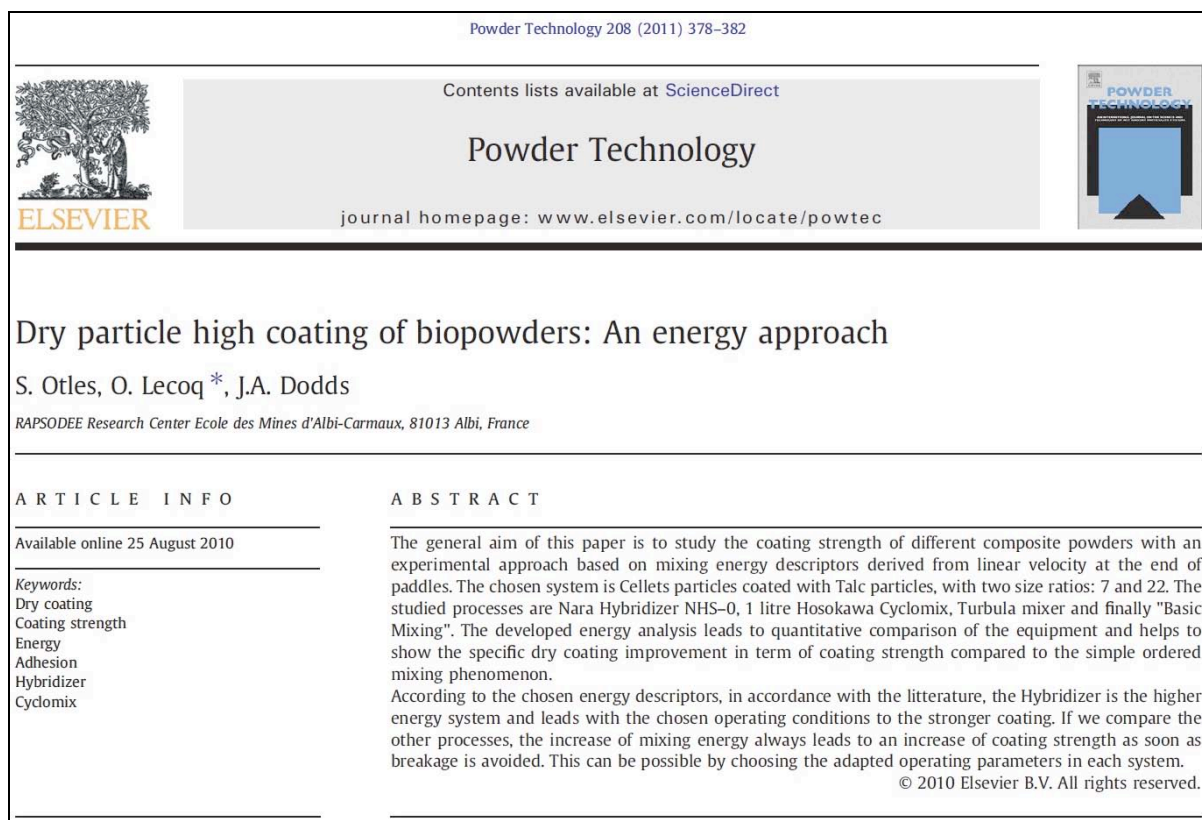 Powder Technology 208 (2011) 378–382
Contents lists available at ScienceDirect
Powder Technology
journal homepage: www.elsevier.com/locate/powtec
ELSEVIER
POWDER
TECHNOLOGY
Dry particle high coating of biopowders: An energy approach
S. Otles, O. Lecoq *, J.A. Dodds
RAPSODEE Research Center Ecole des Mines d'Albi-Carmaux, 81013 Albi, France
ARTICLE INFO
Available online 25 August 2010
Keywords:
Dry coating
Coating strength
Energy
Adhesion
Hybridizer
Cyclomix
ABSTRACT
The general aim of this paper is to study the coating strength of different composite powders with an
experimental approach based on mixing energy descriptors derived from linear velocity at the end of
paddles. The chosen system is Cellets particles coated with Talc particles, with two size ratios: 7 and 22. The
studied processes are Nara Hybridizer NHS–0, 1 litre Hosokawa Cyclomix, Turbula mixer and finally "Basic
Mixing". The developed energy analysis leads to quantitative comparison of the equipment and helps to
show the specific dry coating improvement in term of coating strength compared to the simple ordered
mixing phenomenon.
According to the chosen energy descriptors, in accordance with the litterature, the Hybridizer is the higher
energy system and leads with the chosen operating conditions to the stronger coating. If we compare the
other processes, the increase of mixing energy always leads to an increase of coating strength as soon as
breakage is avoided. This can be possible by choosing the adapted operating parameters in each system.
© 2010 Elsevier B.V. All rights reserved.